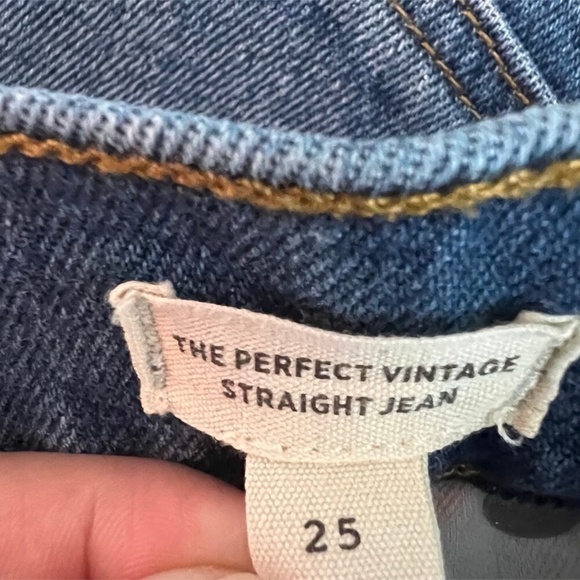 THE PERFECT VINTAGE
STRAIGHT JEAN
25